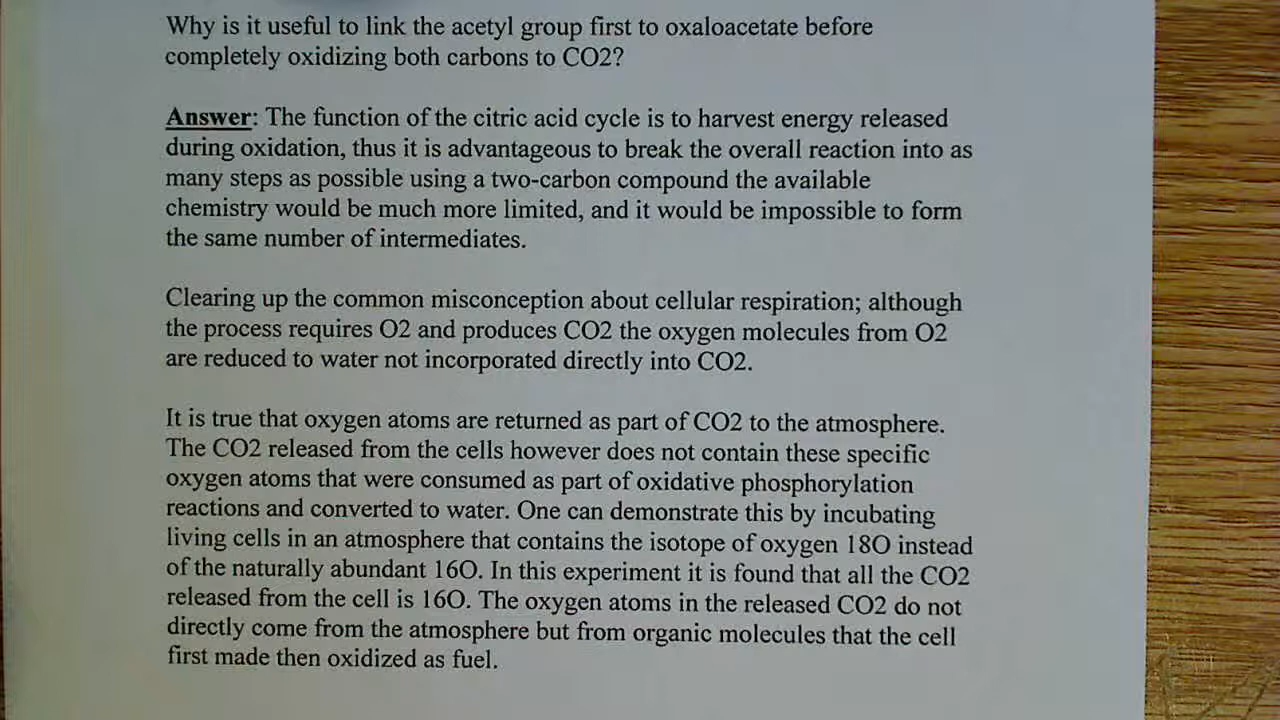 Why is it useful to link the acetyl group first to oxaloacetate before
completely oxidizing both carbons to CO2?
Answer: The function of the citric acid cycle is to harvest energy released
during oxidation, thus it is advantageous to break the overall reaction into as
many steps as possible using a two-carbon compound the available
chemistry would be much more limited, and it would be impossible to form
the same number of intermediates.
Clearing up the common misconception about cellular respiration; although
the process requires O2 and produces CO2 the oxygen molecules from O2
are reduced to water not incorporated directly into CO2.
It is true that oxygen atoms are returned as part of CO2 to the atmosphere.
The CO2 released from the cells however does not contain these specific
oxygen atoms that were consumed as part of oxidative phosphorylation
reactions and converted to water. One can demonstrate this by incubating
living cells in an atmosphere that contains the isotope of oxygen 18O instead
of the naturally abundant 16O. In this experiment it is found that all the CO2
released from the cell is 16O. The oxygen atoms in the released CO2 do not
directly come from the atmosphere but from organic molecules that the cell
first made then oxidized as fuel.